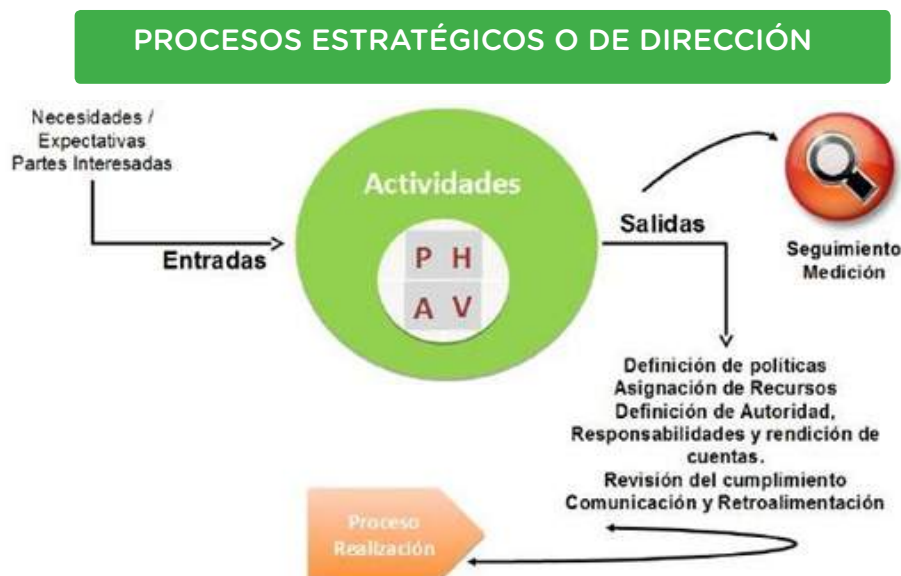 PROCESOS ESTRATÉGICOS O DE DIRECCIÓN
Necesidades /
Expectativas
Partes Interesadas
Entradas
Actividades
P H
A V
Salidas
Seguimiento
Medición
Definición de políticas
Asignación de Recursos
Definición de Autoridad,
Responsabilidades y rendición de
cuentas.
Revisión del cumplimiento
Comunicación y Retroalimentación
Proceso
Realización